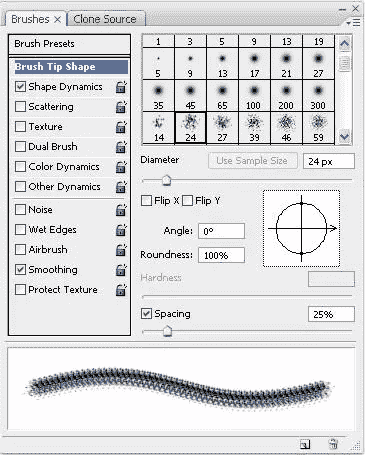 Brushes × Clone Source
Brush Presets
Brush Tip Shape
Shape Dynamics
Scattering
Texture
Dual Brush
Color Dynamics
Other Dynamics
Noise
Wet Edges
Airbrush
Smoothing
Protect Texture
1 3 5 9 13 19
5 9 13 17 21 27
35 45 65 100 200 300
14 24 27 39 46 59
Diameter Use Sample Size 24 px
Flip X Flip Y
Angle: 0°
Roundness: 100%
Hardness
Spacing 25%